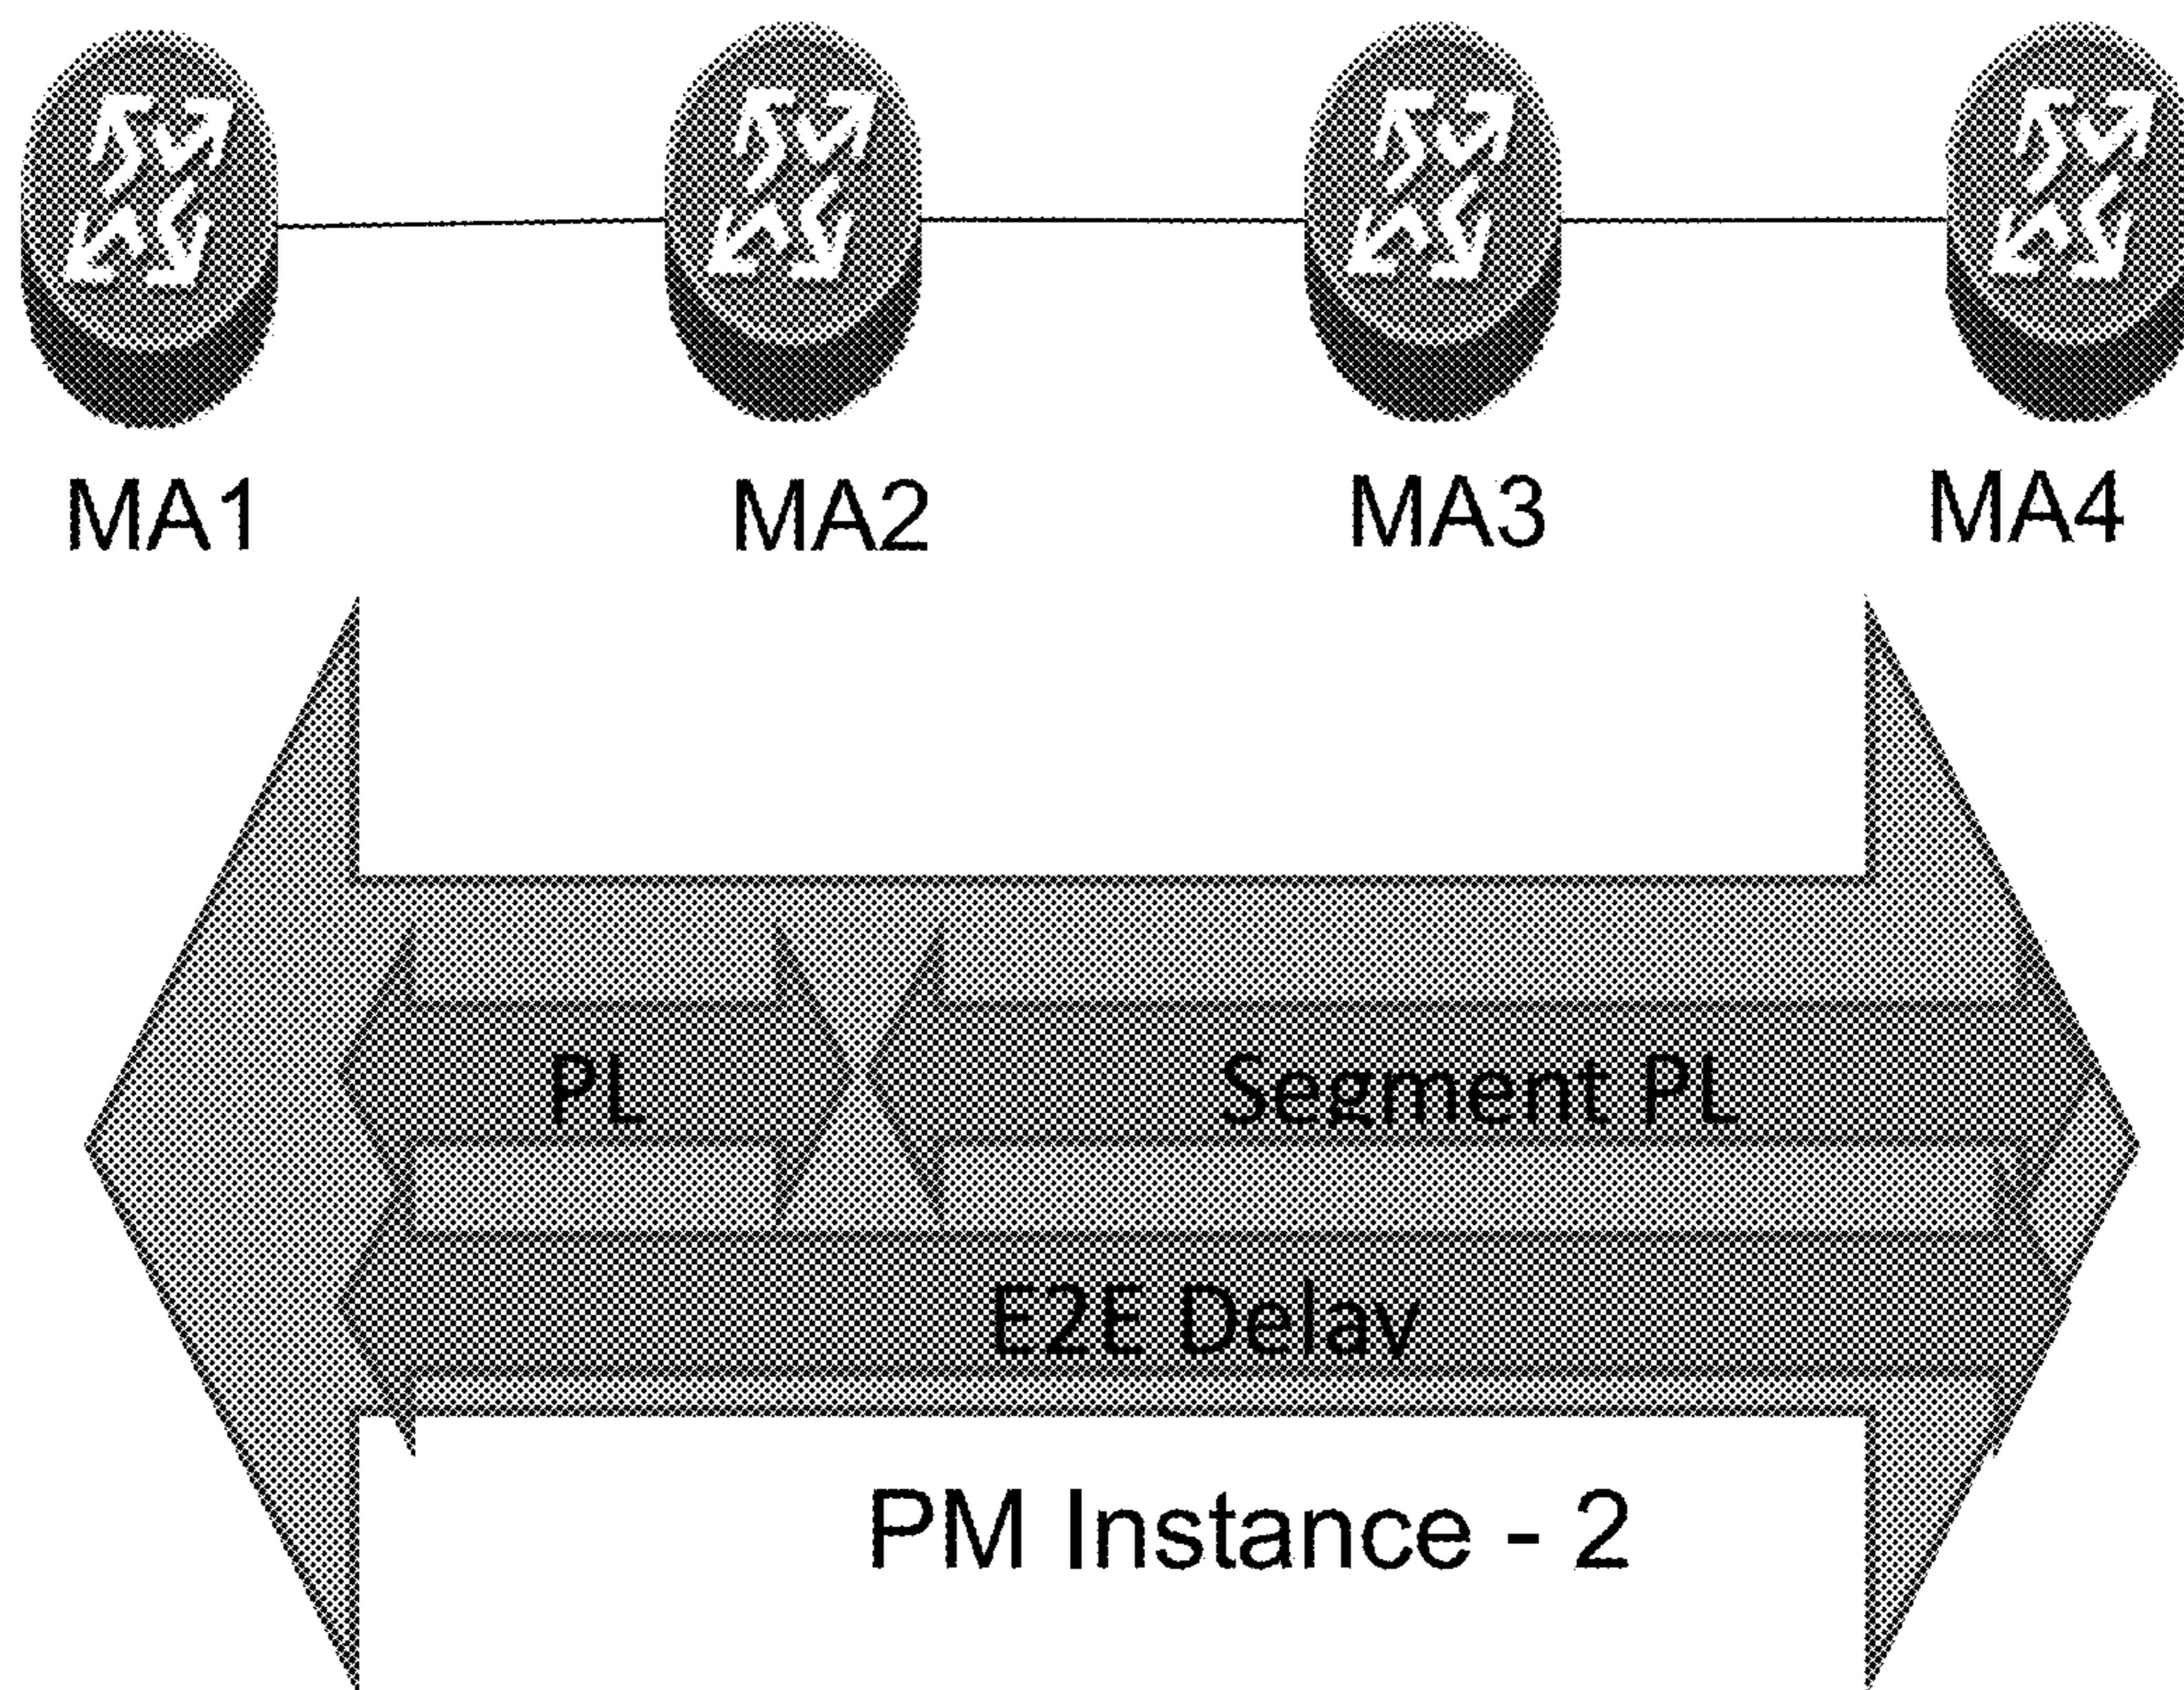 MA1 MA2 MA3 MA4
PL Segment PL
E2E Delay
PM Instance - 2